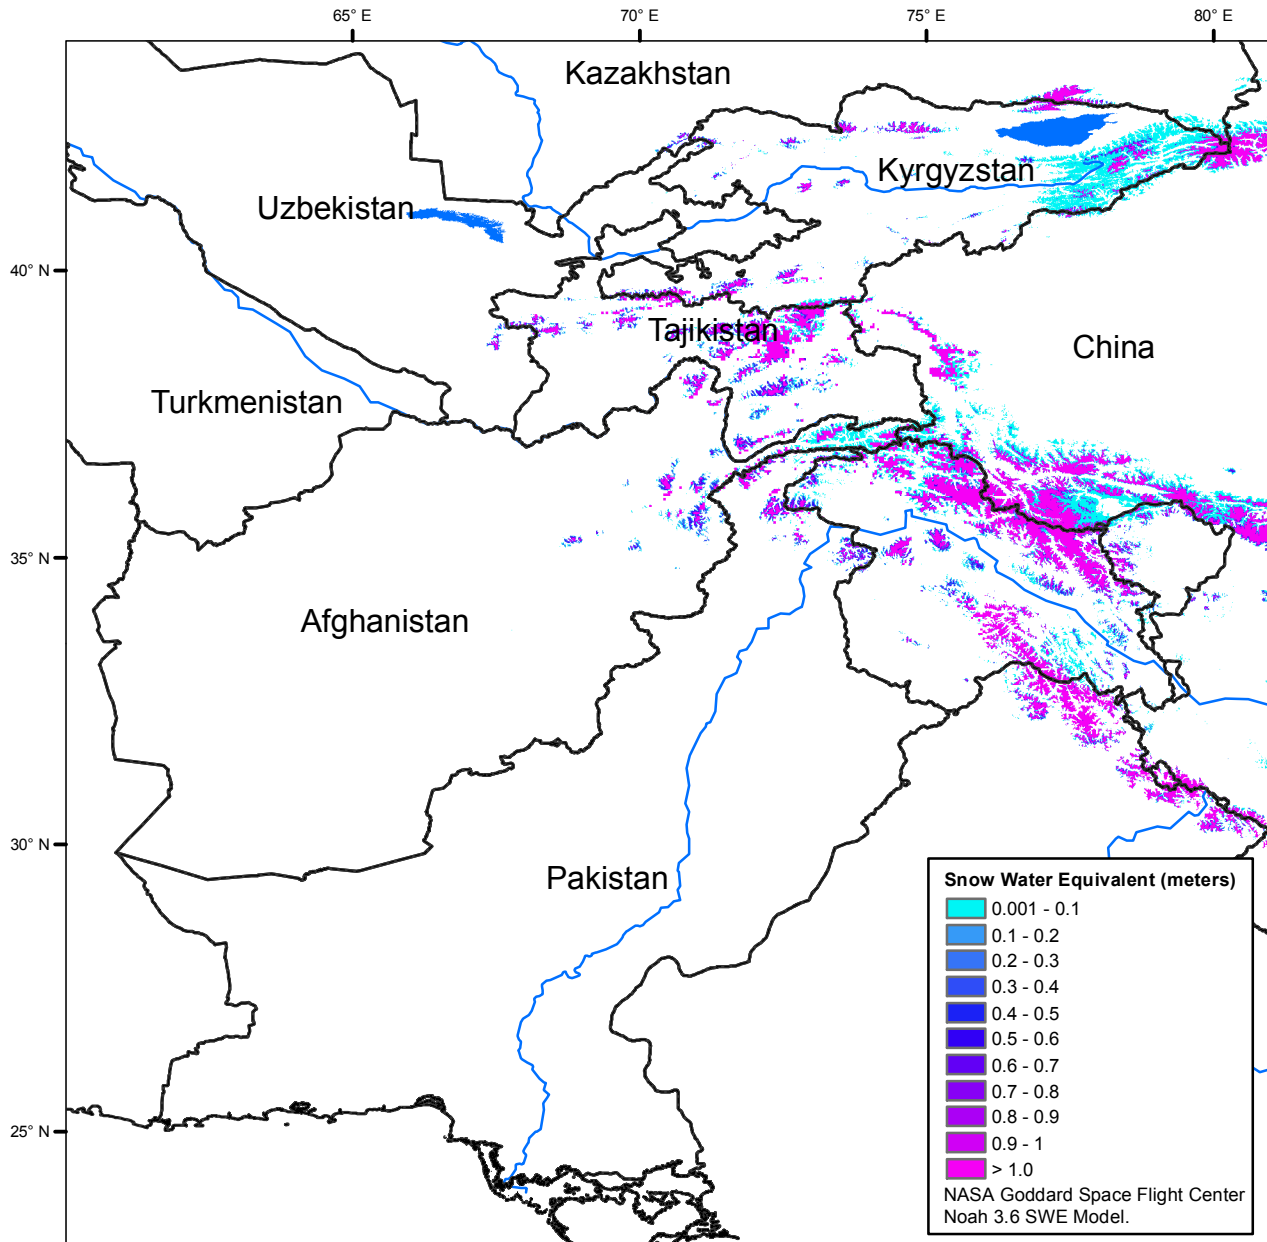 65° E
70° E
75° E
80° E
Kazakhstan
Kyrgyzstan
Uzbekistan
40° N
Tajikistan
China
Turkmenistan
35° N
Afghanistan
30° N
Pakistan
25° N
Snow Water Equivalent (meters)
0.001 - 0.1
0.1 - 0.2
0.2 - 0.3
0.3 - 0.4
0.4 - 0.5
0.5 - 0.6
0.6 - 0.7
0.7 - 0.8
0.8 - 0.9
0.9 - 1
> 1.0
NASA Goddard Space Flight Center
Noah 3.6 SWE Model.